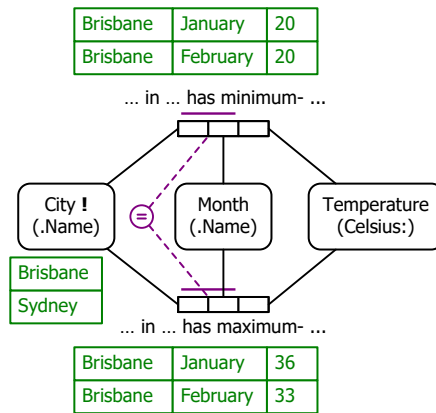 Brisbane January 20
Brisbane February 20
... in ... has minimum- ...
City ! Month Temperature
(.Name) = (.Name) (Celsius:)
Brisbane
Sydney
... in ... has maximum- ...
Brisbane January 36
Brisbane February 33